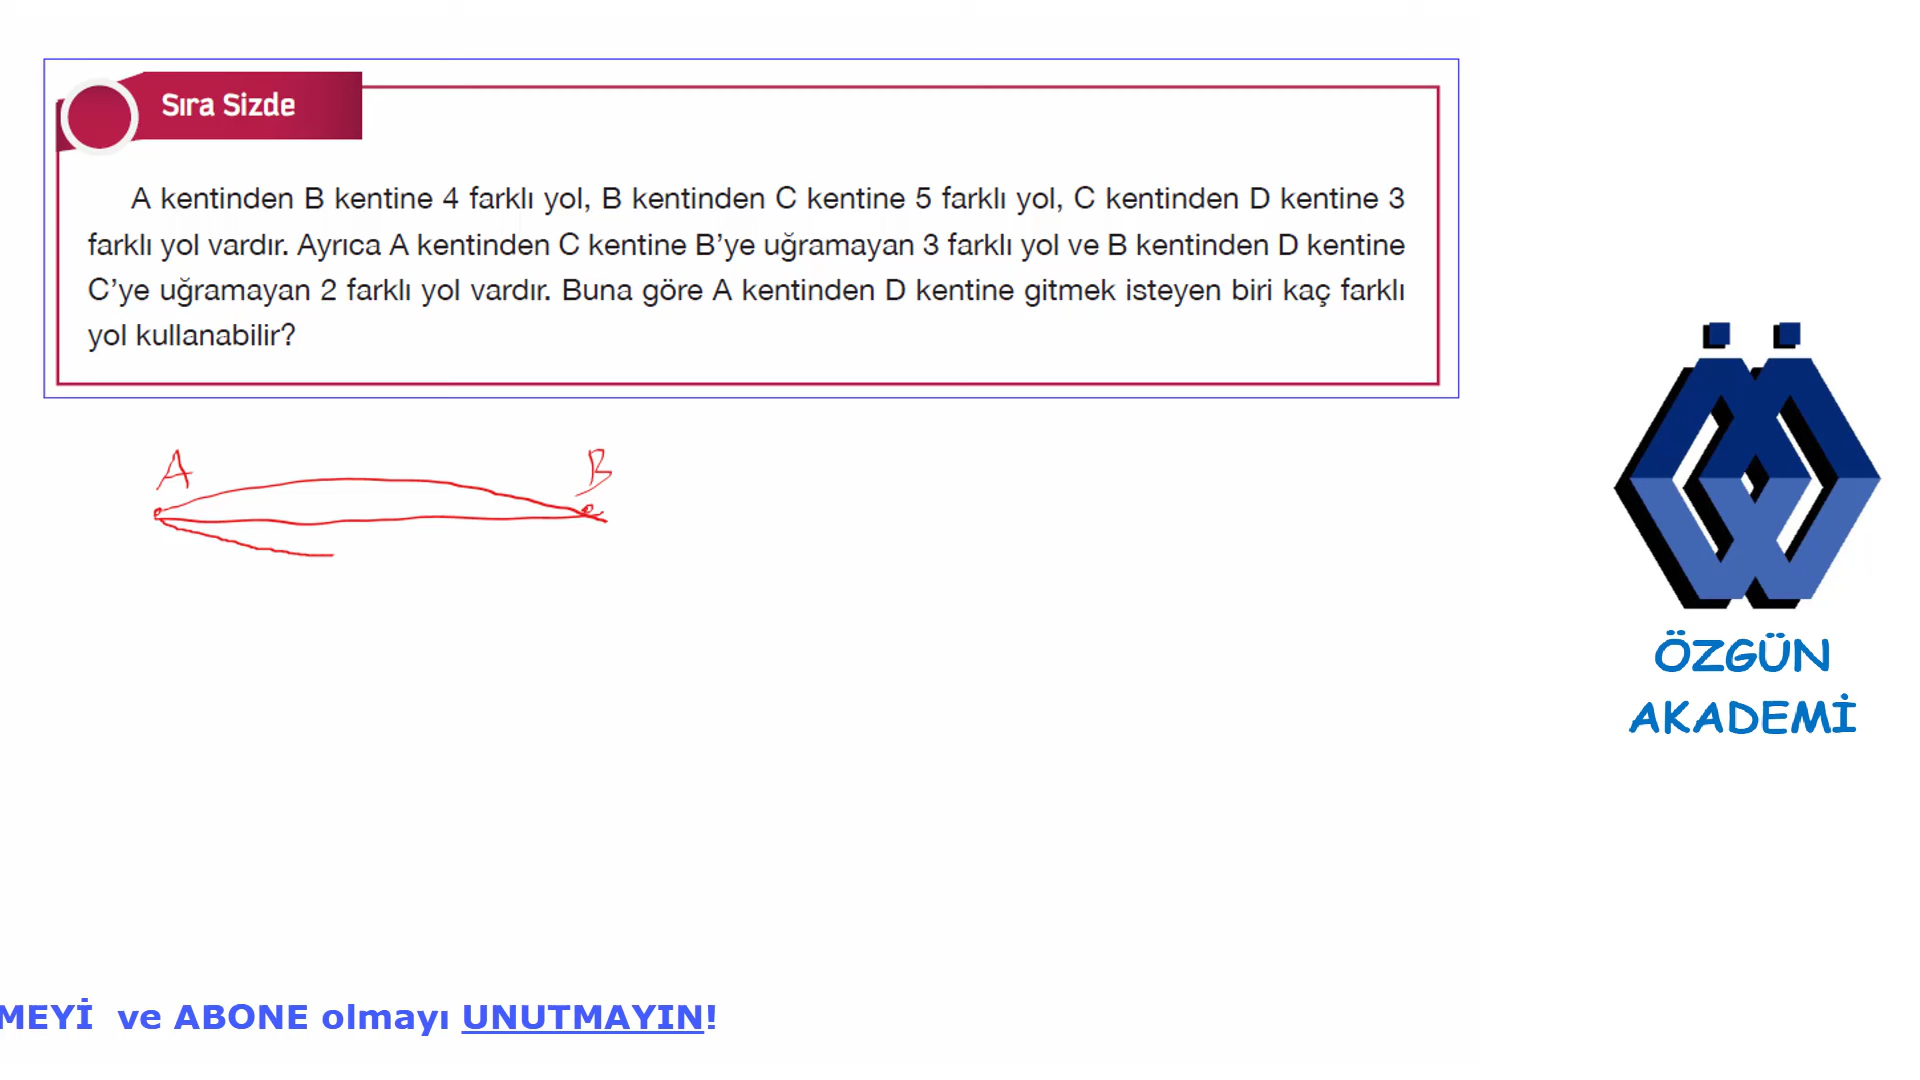 Sıra Sizde
A kentinden B kentine 4 farklı yol, B kentinden C kentine 5 farklı yol, C kentinden D kentine 3
farklı yol vardır. Ayrıca A kentinden C kentine B’ye uğramayan 3 farklı yol ve B kentinden D kentine
C’ye uğramayan 2 farklı yol vardır. Buna göre A kentinden D kentine gitmek isteyen biri kaç farklı
yol kullanabilir?
A B
ÖZGÜN
AKADEMİ
MEYİ ve ABONE olmayı UNUTMAYIN!